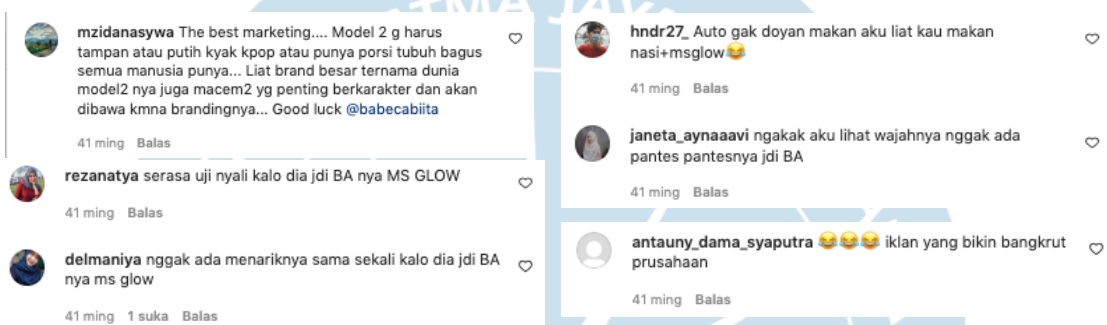 mzidanasywa The best marketing.... Model 2 g harus
tampan atau putih kyak kpop atau punya porsi tubuh bagus
semua manusia punya... Liat brand besar ternama dunia
model2 nya juga macem2 yg penting berkarakter dan akan
dibawa kmna brandingnya... Good luck @babecabiita
41 ming Balas
rezanatya serasa uji nyali kalo dia jdi BA nya MS GLOW
41 ming Balas
delmaniya nggak ada menariknya sama sekali kalo dia jdi BA
nya ms glow
41 ming 1 suka Balas
hndr27_ Auto gak doyan makan aku liat kau makan
nasi+msglow😂
41 ming Balas
janeta_aynaaavi ngakak aku lihat wajahnya nggak ada
pantes pantesnya jdi BA
41 ming Balas
antauny_dama_syaputra 😂😂😂 iklan yang bikin bangkrut
prusahaan
41 ming Balas